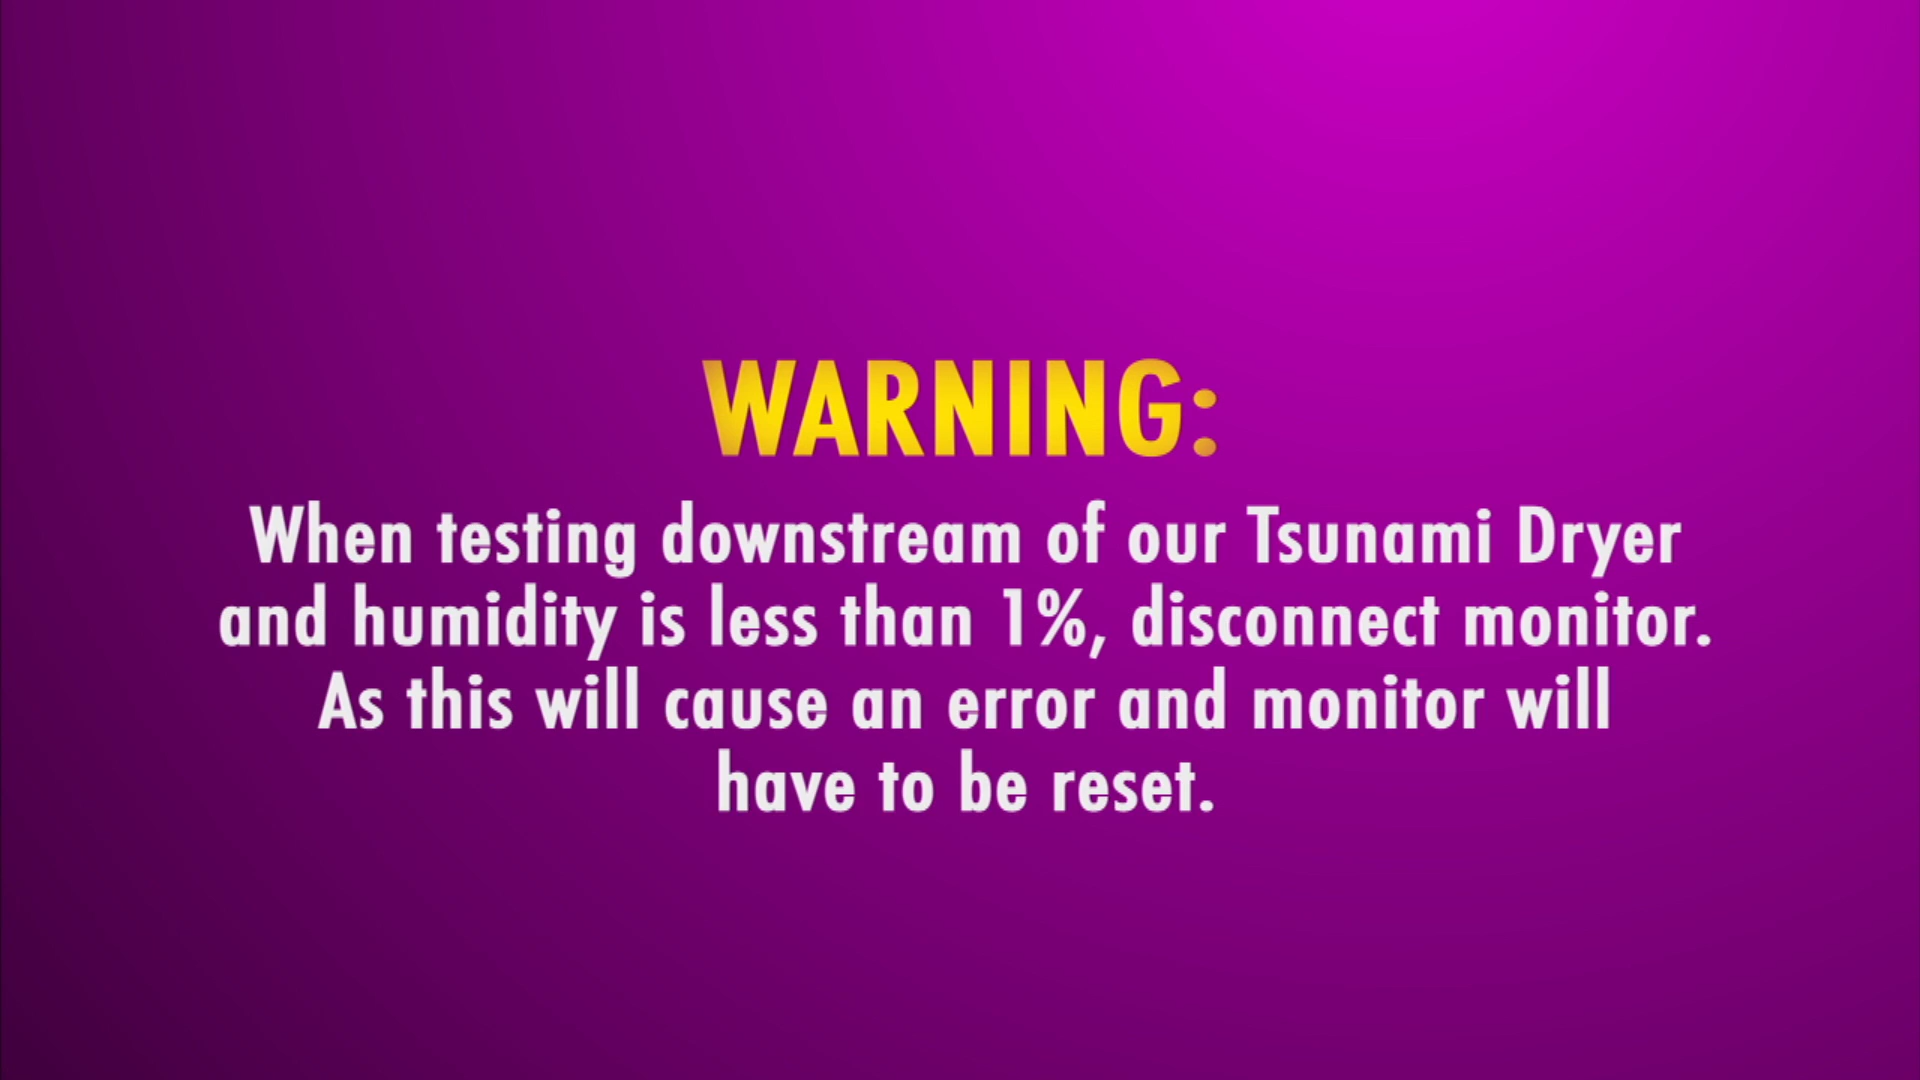 WARNING:
When testing downstream of our Tsunami Dryer
and humidity is less than 1%, disconnect monitor.
As this will cause an error and monitor will
have to be reset.